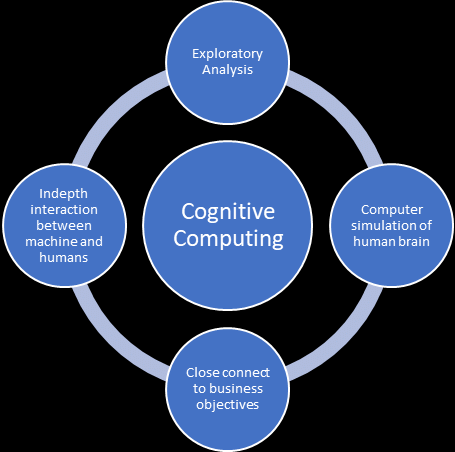 Exploratory
Analysis
Indepth
interaction
between
machine and
humans
Cognitive
Computing
Computer
simulation of
human brain
Close connect
to business
objectives